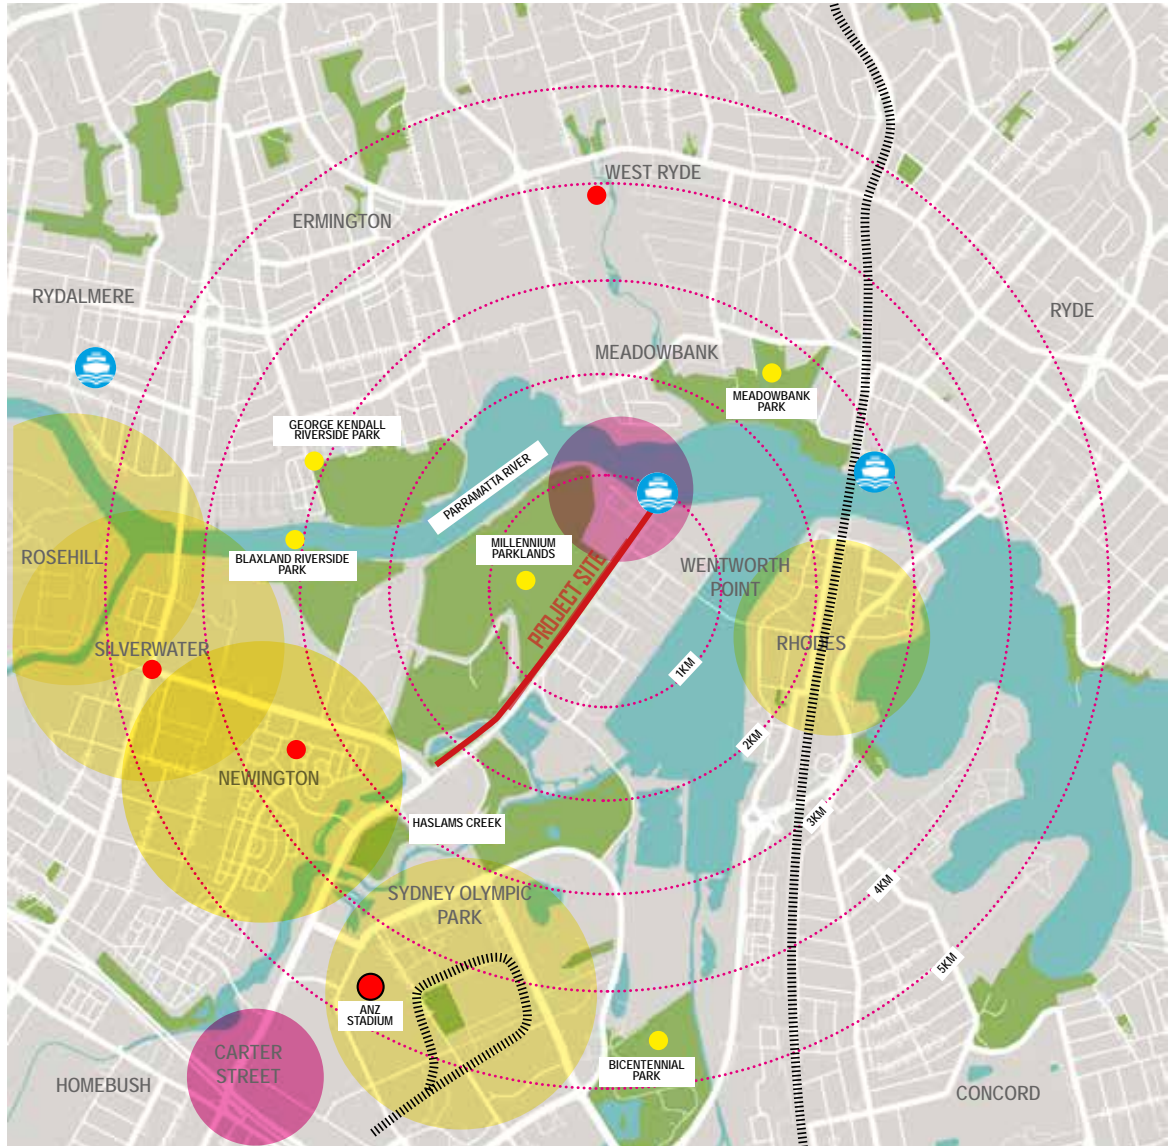 WEST RYDE
ERMINGTON
RYDALMERE
RYDE
MEADOWBANK
MEADOWBANK
PARK
GEORGE KENDALL
RIVERSIDE PARK
PARRAMATTA RIVER
MILLENNIUM
PARKLANDS
ROSEHILL
BLAXLAND RIVERSIDE
PARK
WENTWORTH
POINT
PROJECT SITE
SILVERWATER
RHODES
1KM
2KM
NEWINGTON
3KM
HASLAMS CREEK
SYDNEY OLYMPIC
PARK
4KM
5KM
ANZ
STADIUM
CARTER
STREET
BICENTENNIAL
PARK
HOMEBUSH
CONCORD